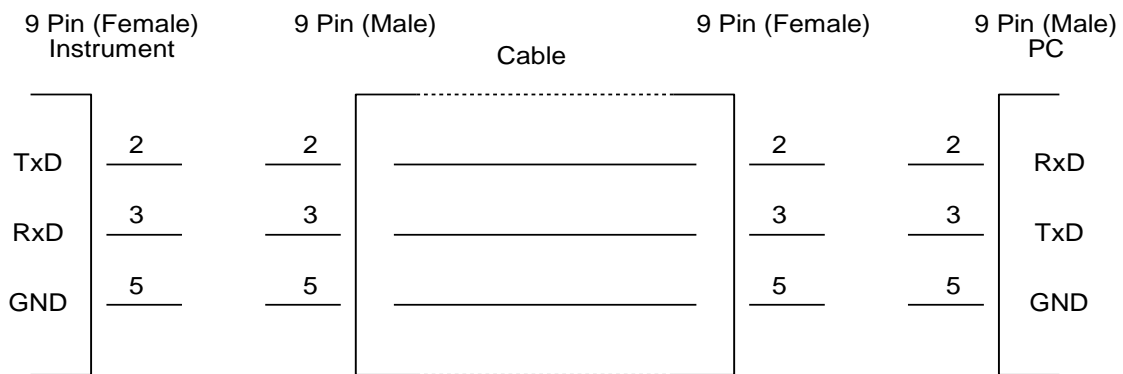 9 Pin (Female) 9 Pin (Male) 9 Pin (Female) 9 Pin (Male)
Instrument Cable PC
TxD 2 2 2 2 RxD
RxD 3 3 3 3 TxD
GND 5 5 5 5 GND